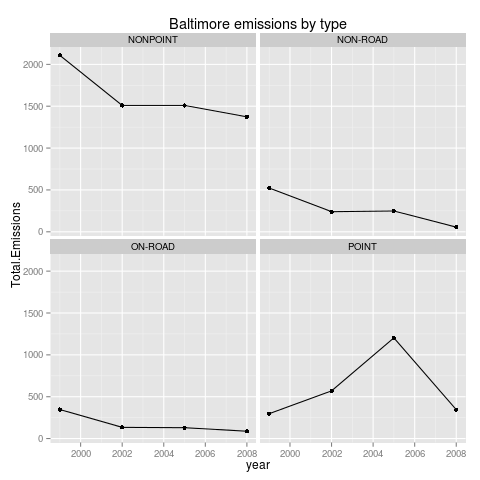 Baltimore emissions by type
NONPOINT
NON-ROAD
2000
1500
1000
500
0
ON-ROAD
POINT
2000
1500
1000
500
0
Total.Emissions
2000 2002 2004 2006 2008
2000 2002 2004 2006 2008
year